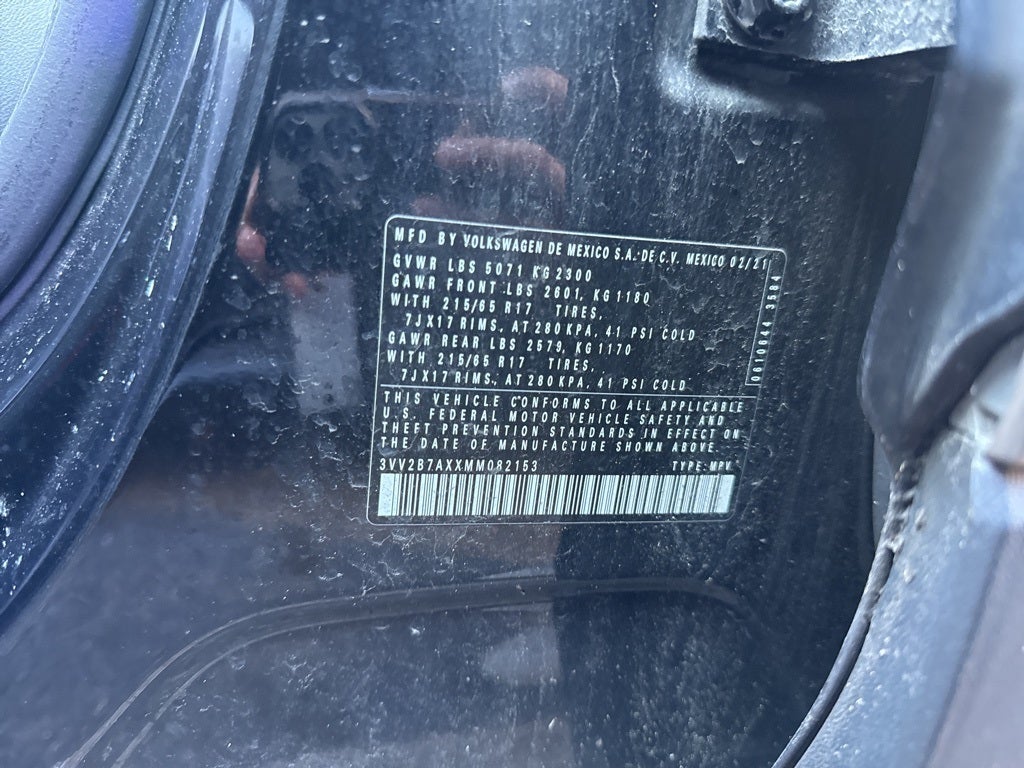 MFD BY VOLKSWAGEN DE MEXICO S.A. DE C.V. MEXICO 02/21
GVWR LBS 5071 KG 2300
GAWR FRONT LBS 2601, KG 1180
WITH 215/65 R17 TIRES,
7JX17 RIMS, AT 280 KPA, 41 PSI COLD
GAWR REAR LBS 2579, KG 1170
WITH 215/65 R17 TIRES,
7JX17 RIMS, AT 280 KPA, 41 PSI COLD
THIS VEHICLE CONFORMS TO ALL APPLICABLE
U.S. FEDERAL MOTOR VEHICLE SAFETY AND
THEFT PREVENTION STANDARDS IN EFFECT ON
THE DATE OF MANUFACTURE SHOWN ABOVE.
3VV2B7AXXMM082153 TYPE: MPV
0610844 3584